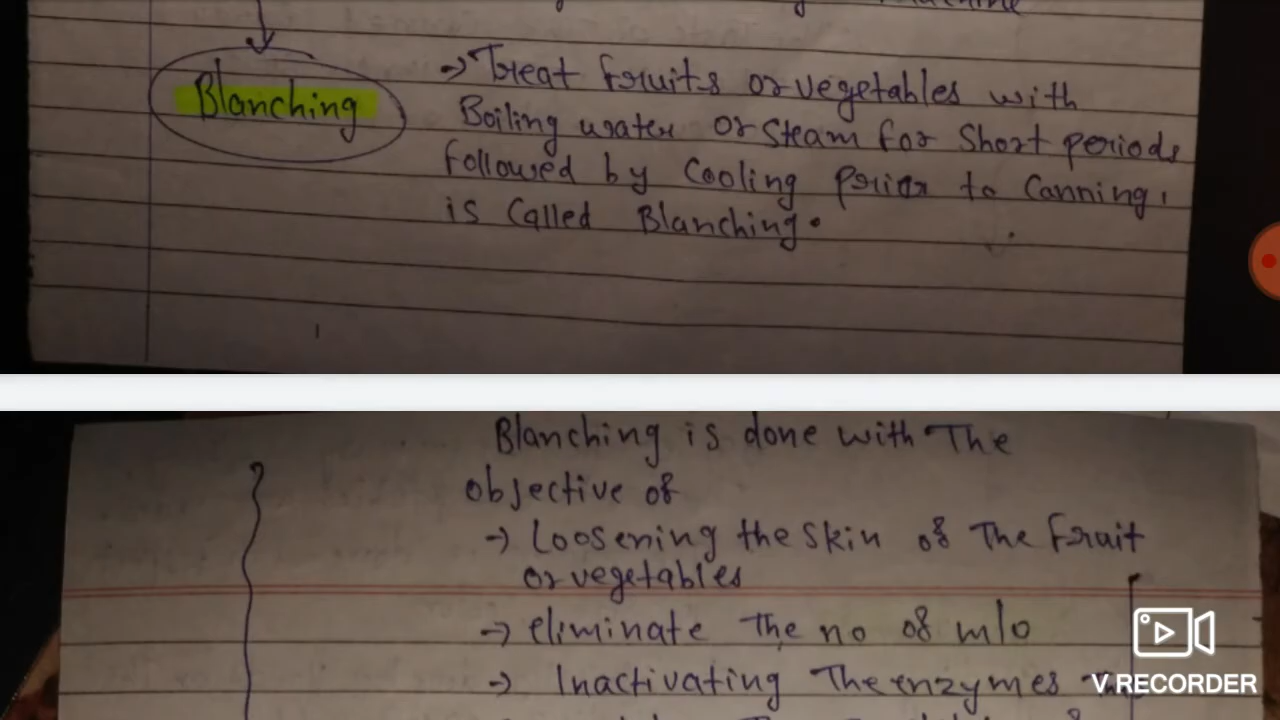 Blanching
→ Treat fruits or vegetables with
Boiling water or Steam for Short periods
followed by Cooling prior to Canning,
is Called Blanching.
Blanching is done with The
objective of
→ Loosening the Skin of The fruit
or vegetables
→ eliminate The no of m/o
→ Inactivating The enzymes
V.RECORDER